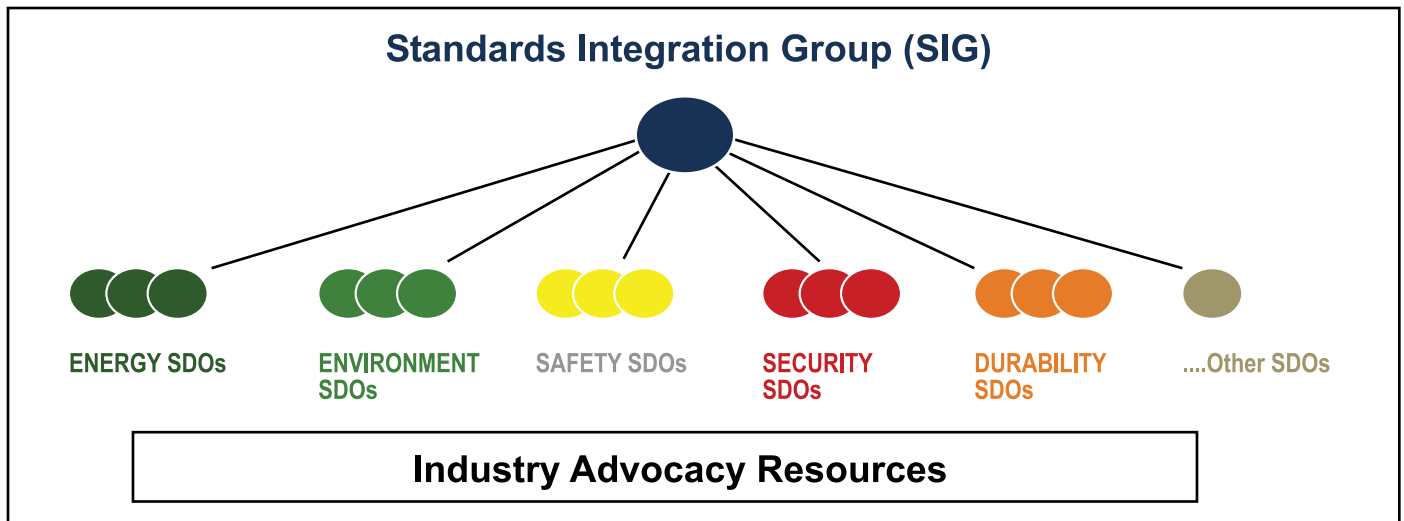 Standards Integration Group (SIG)
ENERGY SDOs
ENVIRONMENT
SDOs
SAFETY SDOs
SECURITY
SDOs
DURABILITY
SDOs
....Other SDOs
Industry Advocacy Resources